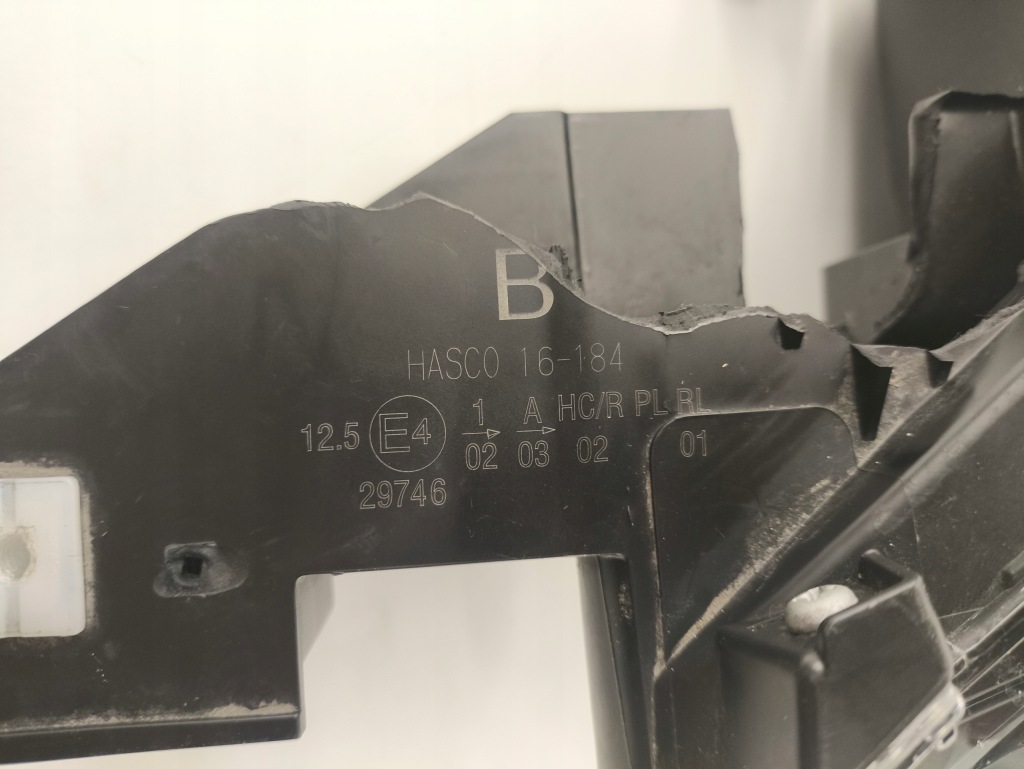 B
HASCO 16-184
12.5 E4 1 A HC/R PL RL
02 03 02 01
29746